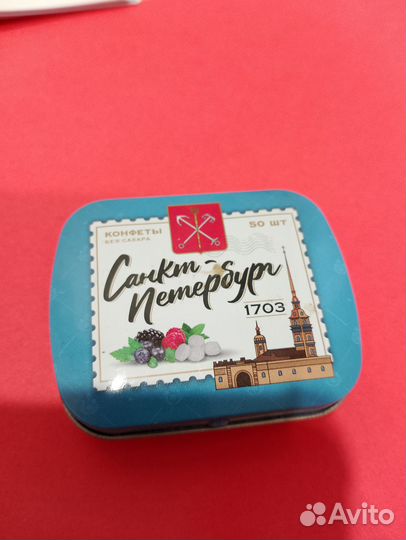 КОНФЕТЫ
БЕЗ САХАРА
50 ШТ
Санкт-
Петербург
1703
Avito